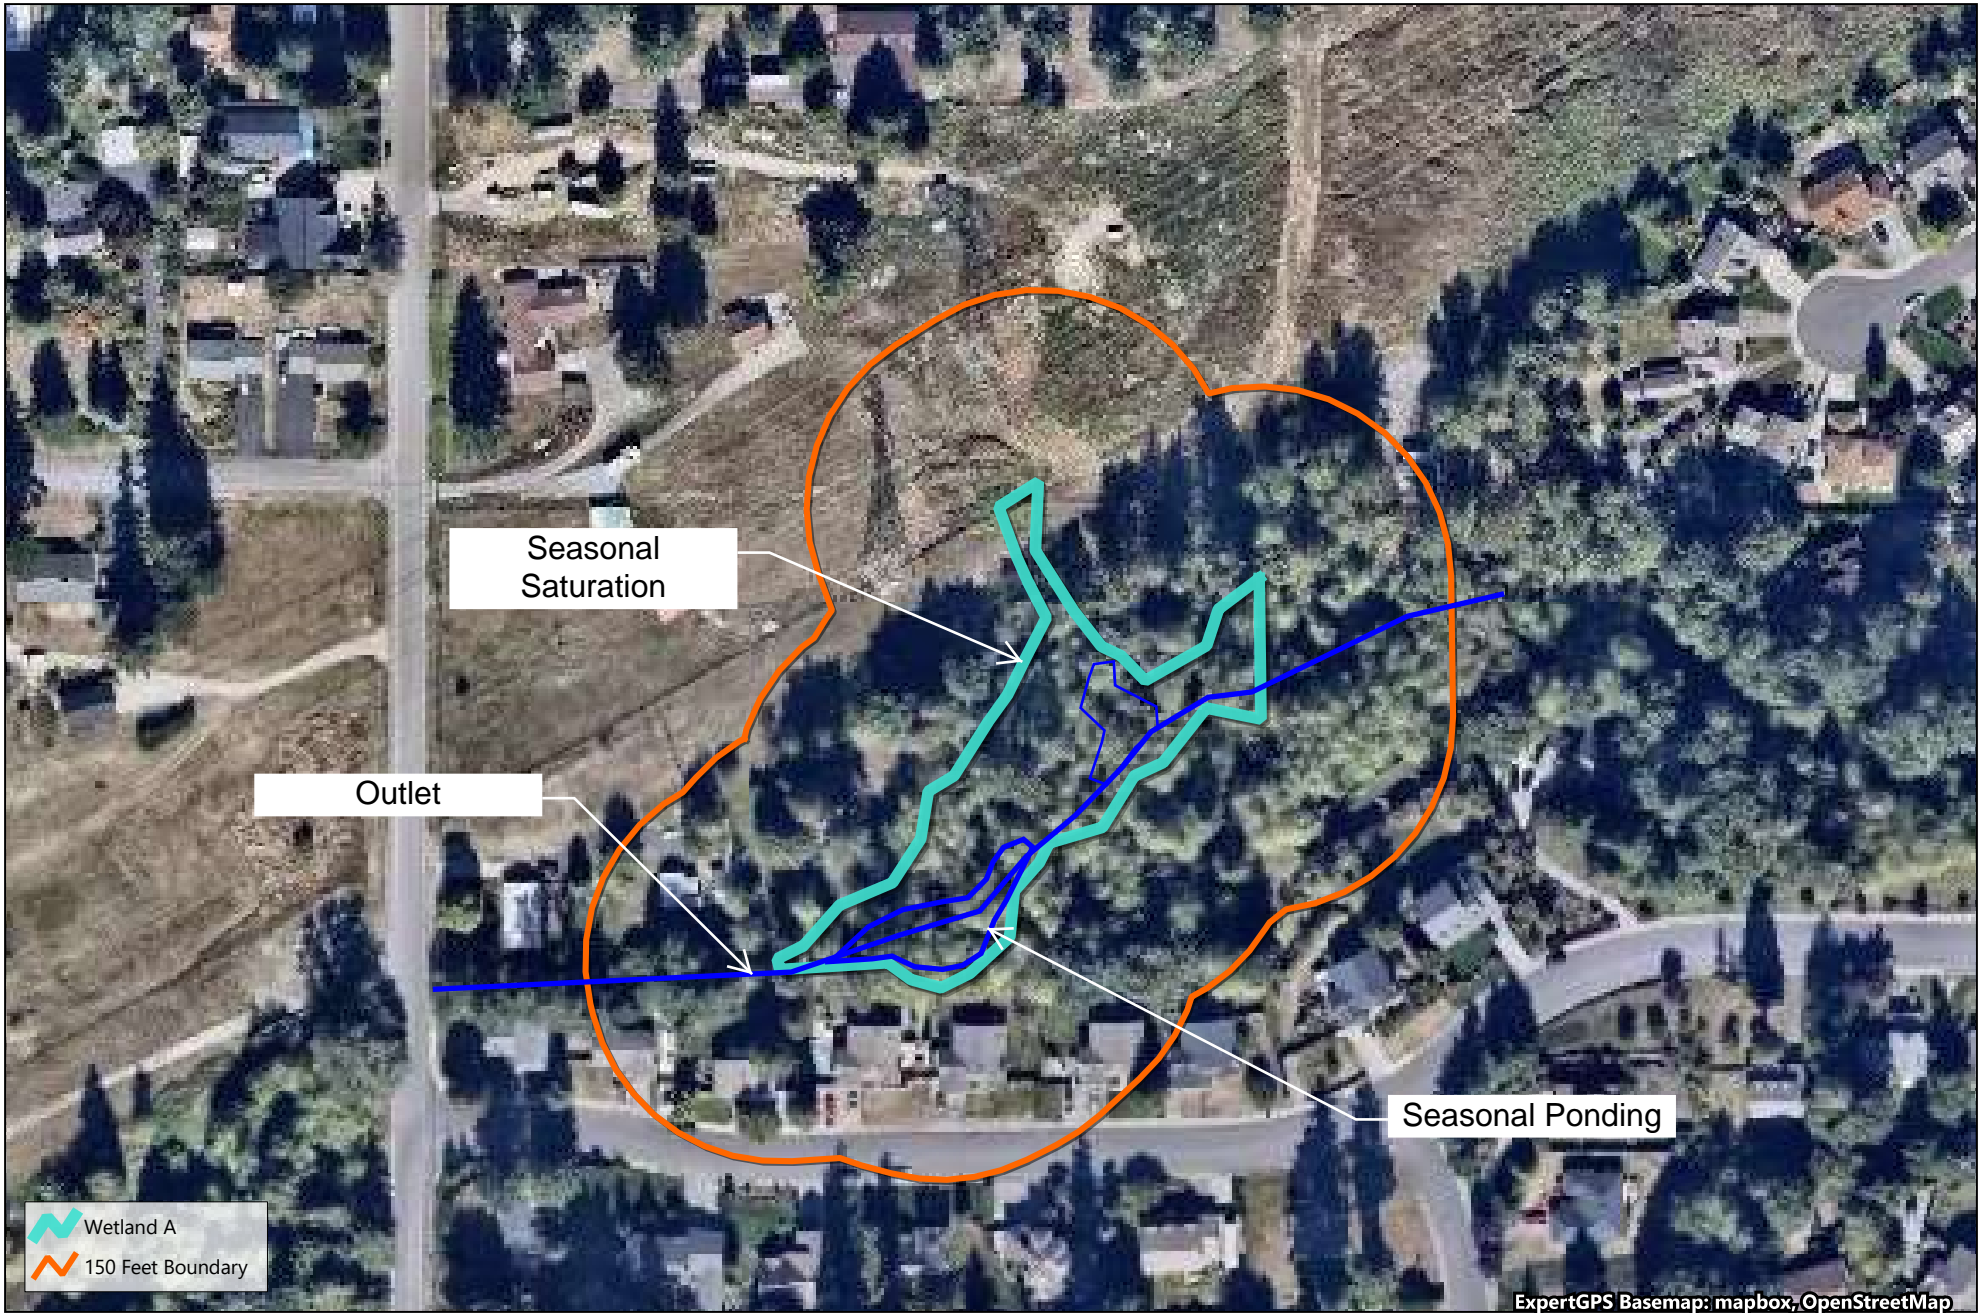 Seasonal
Saturation
Outlet
Seasonal Ponding
Wetland A
150 Feet Boundary
ExpertGPS Basemap: mapbox, OpenStreetMap